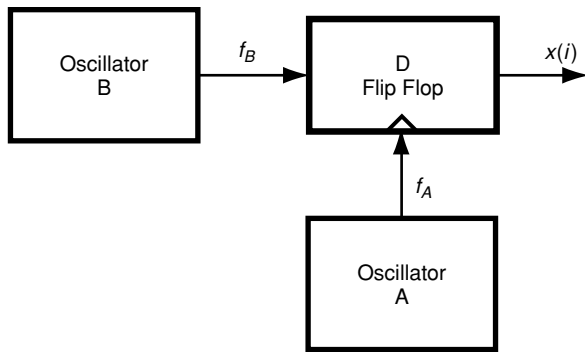 Oscillator
B
f_B
D
Flip Flop
x(i)
f_A
Oscillator
A